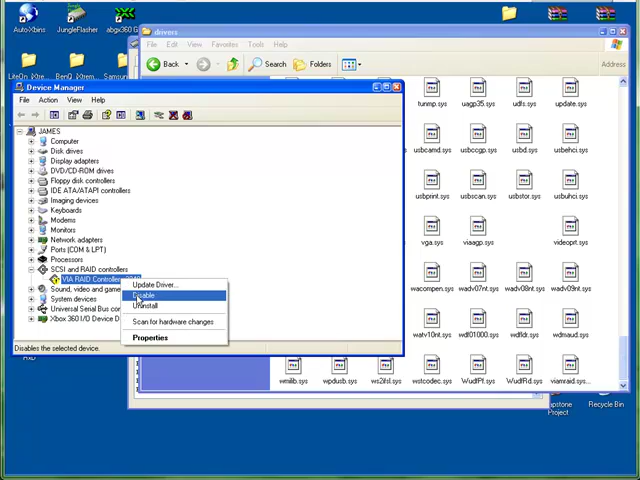 AutoXbins
JungleFlasher
abgx360 G
LiteOn_Xtrem
BenQ_Xtrem
Samsun
drivers
File Edit View Favorites Tools Help
Back
Search
Folders
Address
tunmp.sys
uagp35.sys
udfs.sys
update.sys
usbcamd.sys
usbccgp.sys
usbd.sys
usbehci.sys
usbprint.sys
usbscan.sys
usbstor.sys
usbuhci.sys
vga.sys
viaagp.sys
videoprt.sys
wacompen.sys
wadv07nt.sys
wadv08nt.sys
wadv09nt.sys
watv10nt.sys
wdf01000.sys
wdfldr.sys
wdmaud.sys
wmilib.sys
wpdusb.sys
ws2ifsl.sys
wstcodec.sys
WudfPf.sys
WudfRd.sys
viamraid.sys
Device Manager
File Action View Help
JAMES
Computer
Disk drives
Display adapters
DVD/CD-ROM drives
Floppy disk controllers
IDE ATA/ATAPI controllers
Imaging devices
Keyboards
Modems
Monitors
Network adapters
Ports (COM & LPT)
Processors
SCSI and RAID controllers
VIA RAID Controller
Sound, video and game
System devices
Universal Serial Bus
Xbox 360 I/O Device D
Update Driver...
Disable
Uninstall
Scan for hardware changes
Properties
Disables the selected device.
Project
Recycle Bin